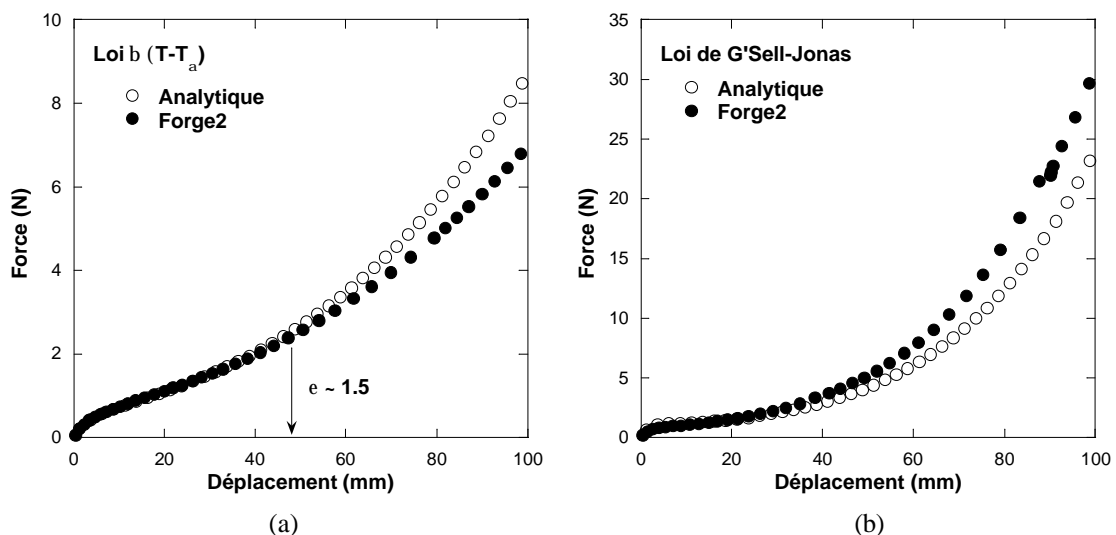 Loi b (T-Ta)
Analytique
Forge2
e ~ 1.5
Force (N)
10
8
6
4
2
0
0 20 40 60 80 100
Déplacement (mm)
(a)
Loi de G'Sell-Jonas
Analytique
Forge2
Force (N)
35
30
25
20
15
10
5
0
0 20 40 60 80 100
Déplacement (mm)
(b)